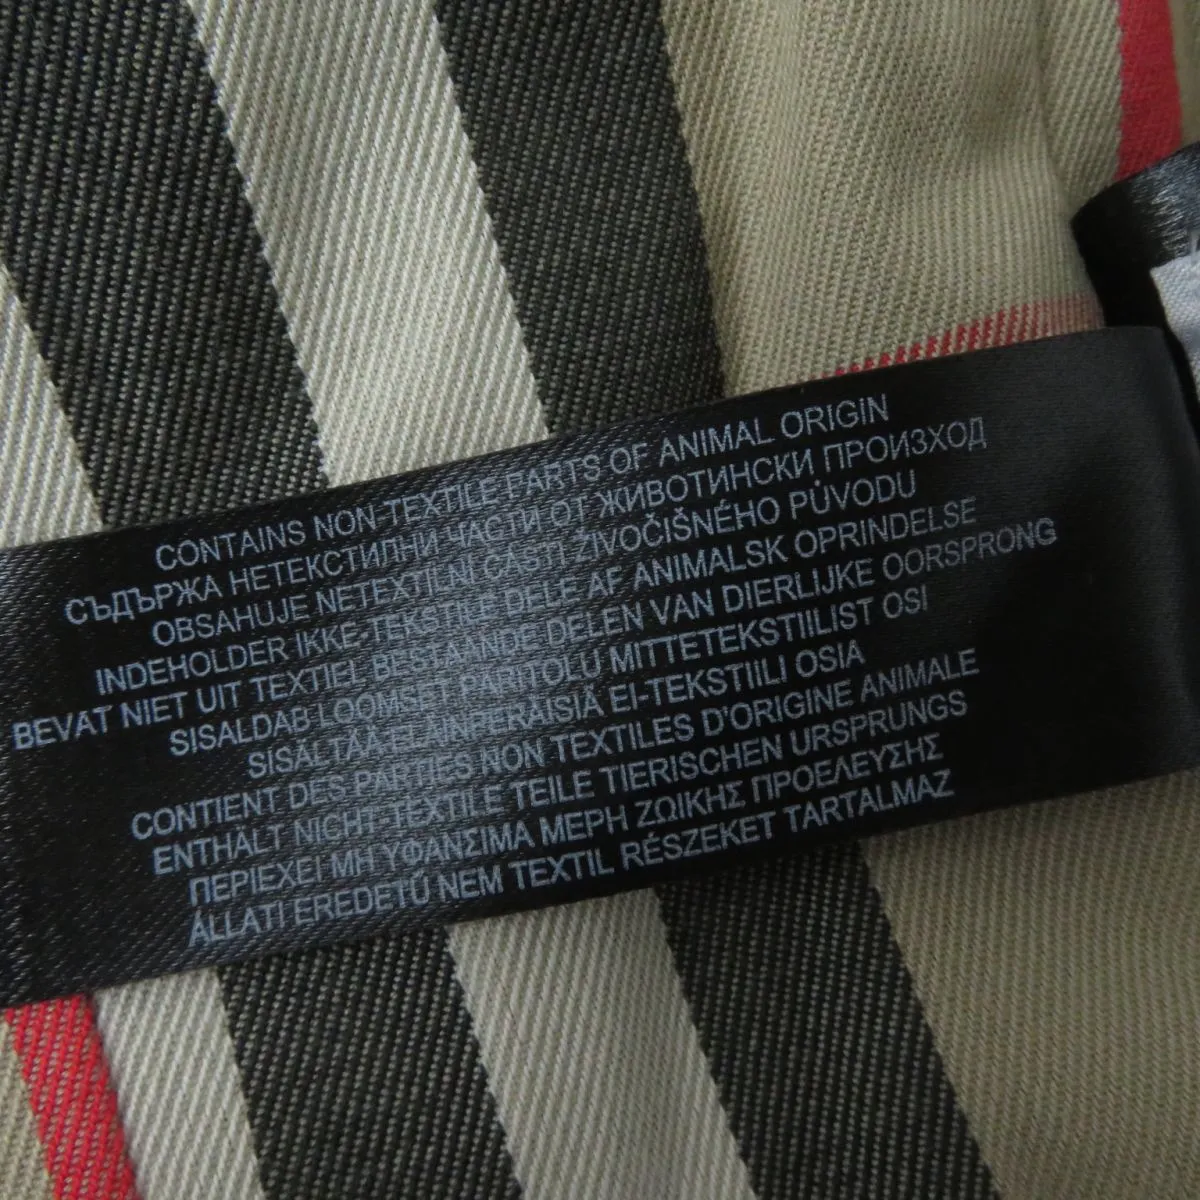 CONTAINS NON-TEXTILE PARTS OF ANIMAL ORIGIN
СЪДЪРЖА НЕТЕКСТИЛНИ ЧАСТИ ОТ ЖИВОТИНСКИ ПРОИЗХОД
OBSAHUJE NETEXTILNÍ ČÁSTI ŽIVOČIŠNÉHO PŮVODU
INDEHOLDER IKKE-TEKSTILE DELE AF ANIMALSK OPRINDELSE
BEVAT NIET UIT TEXTIEL BESTAANDE DELEN VAN DIERLIJKE OORSPRONG
SISALDAB LOOMSET PÄRITOLU MITTETEKSTIILIST OSI
SISÄLTÄÄ ELÄINPERÄISIÄ EI-TEKSTIILI OSIA
CONTIENT DES PARTIES NON TEXTILES D'ORIGINE ANIMALE
ENTHÄLT NICHT-TEXTILE TEILE TIERISCHEN URSPRUNGS
ΠΕΡΙΕΧΕΙ ΜΗ ΥΦΑΝΣΙΜΑ ΜΕΡΗ ΖΩΙΚΗΣ ΠΡΟΕΛΕΥΣΗΣ
ÁLLATI EREDETŰ NEM TEXTIL RÉSZEKET TARTALMAZ